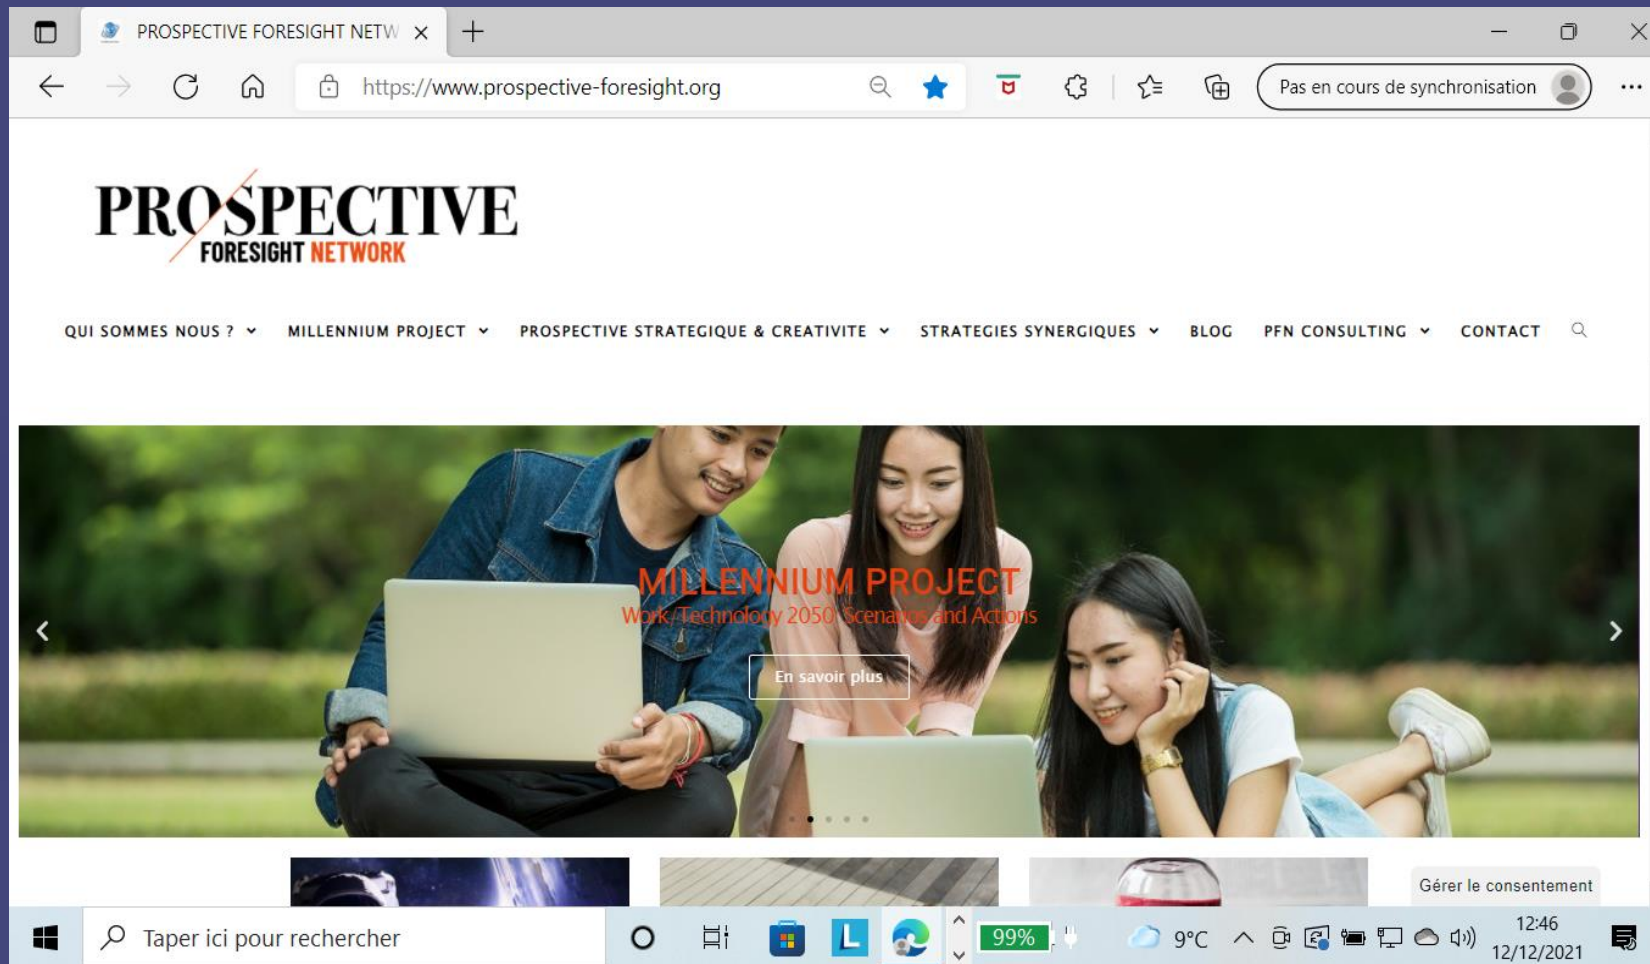 PROSPECTIVE FORESIGHT NETW
https://www.prospective-foresight.org
Pas en cours de synchronisation
PROSPECTIVE
FORESIGHT NETWORK
QUI SOMMES NOUS ? MILLENNIUM PROJECT PROSPECTIVE STRATEGIQUE & CREATIVITE STRATEGIES SYNERGIQUES BLOG PFN CONSULTING CONTACT
MILLENNIUM PROJECT
Work/Technology 2050 Scenarios and Actions
En savoir plus
Gérer le consentement
Taper ici pour rechercher
L
99%
9°C
12:46
12/12/2021